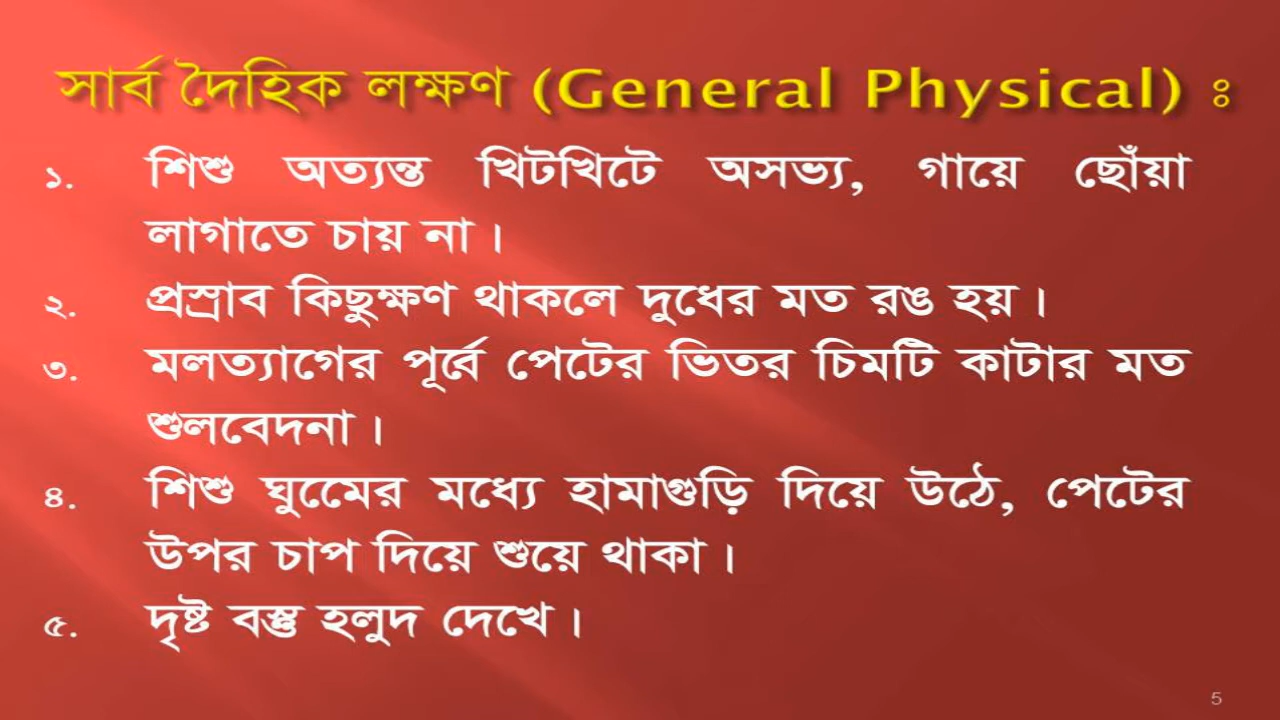 সার্ব দৈহিক লক্ষণ (General Physical) ঃ
১. শিশু অত্যন্ত খিটখিটে অসভ্য, গায়ে ছোঁয়া
লাগাতে চায় না।
২. প্রস্রাব কিছুক্ষণ থাকলে দুধের মত রঙ হয়।
৩. মলত্যাগের পূর্বে পেটের ভিতর চিমটি কাটার মত
শুলবেদনা।
৪. শিশু ঘুমেের মধ্যে হামাগুড়ি দিয়ে উঠে, পেটের
উপর চাপ দিয়ে শুয়ে থাকা।
৫. দৃষ্ট বস্তু হলুদ দেখে।
5